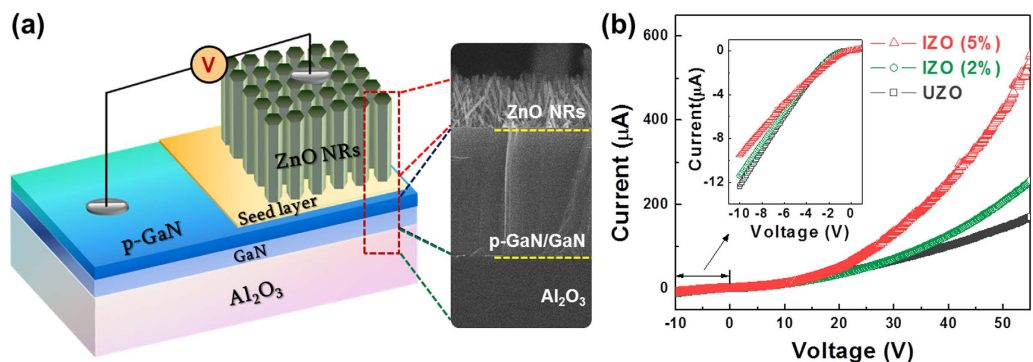 (a)
V
ZnO NRs
Seed layer
p-GaN
GaN
Al₂O₃
ZnO NRs
p-GaN/GaN
Al₂O₃
(b)
Current (μA)
600
400
200
0
-10
0
10
20
30
40
50
Voltage (V)
IZO (5%)
IZO (2%)
UZO
Current(μA)
0
-4
-8
-12
-10
-8
-6
-4
-2
0
Voltage (V)